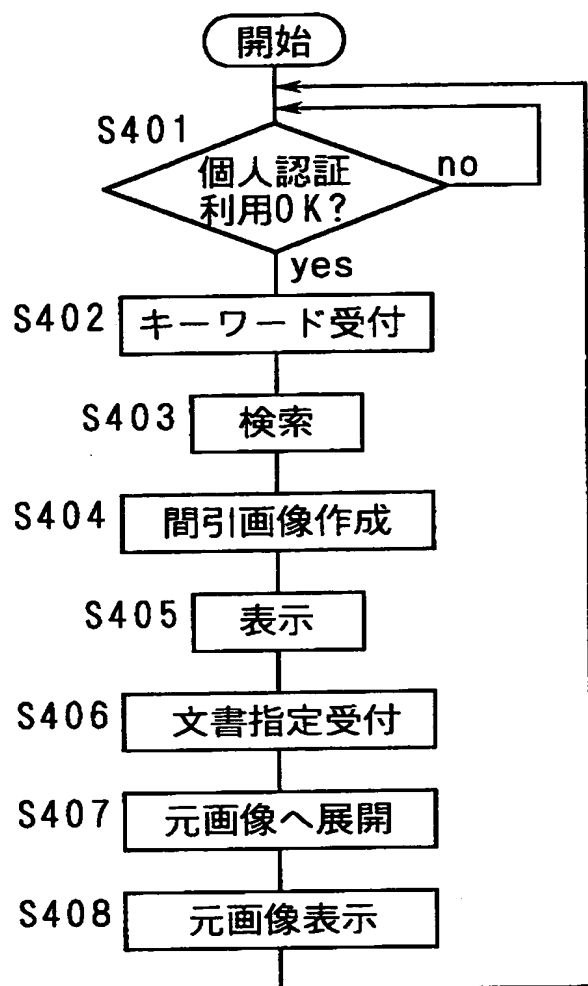 開始
S401
個人認証
利用OK?
no
yes
S402
キーワード受付
S403
検索
S404
間引画像作成
S405
表示
S406
文書指定受付
S407
元画像へ展開
S408
元画像表示